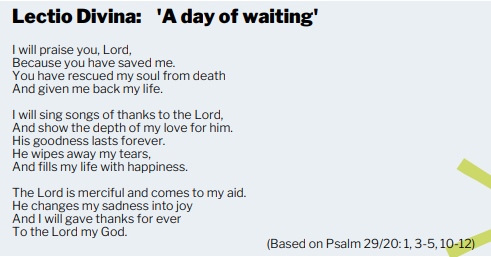 Lectio Divina: 'A day of waiting'
I will praise you, Lord,
Because you have saved me.
You have rescued my soul from death
And given me back my life.
I will sing songs of thanks to the Lord,
And show the depth of my love for him.
His goodness lasts forever.
He wipes away my tears,
And fills my life with happiness.
The Lord is merciful and comes to my aid.
He changes my sadness into joy
And I will gave thanks for ever
To the Lord my God.
(Based on Psalm 29/20: 1, 3-5, 10-12)